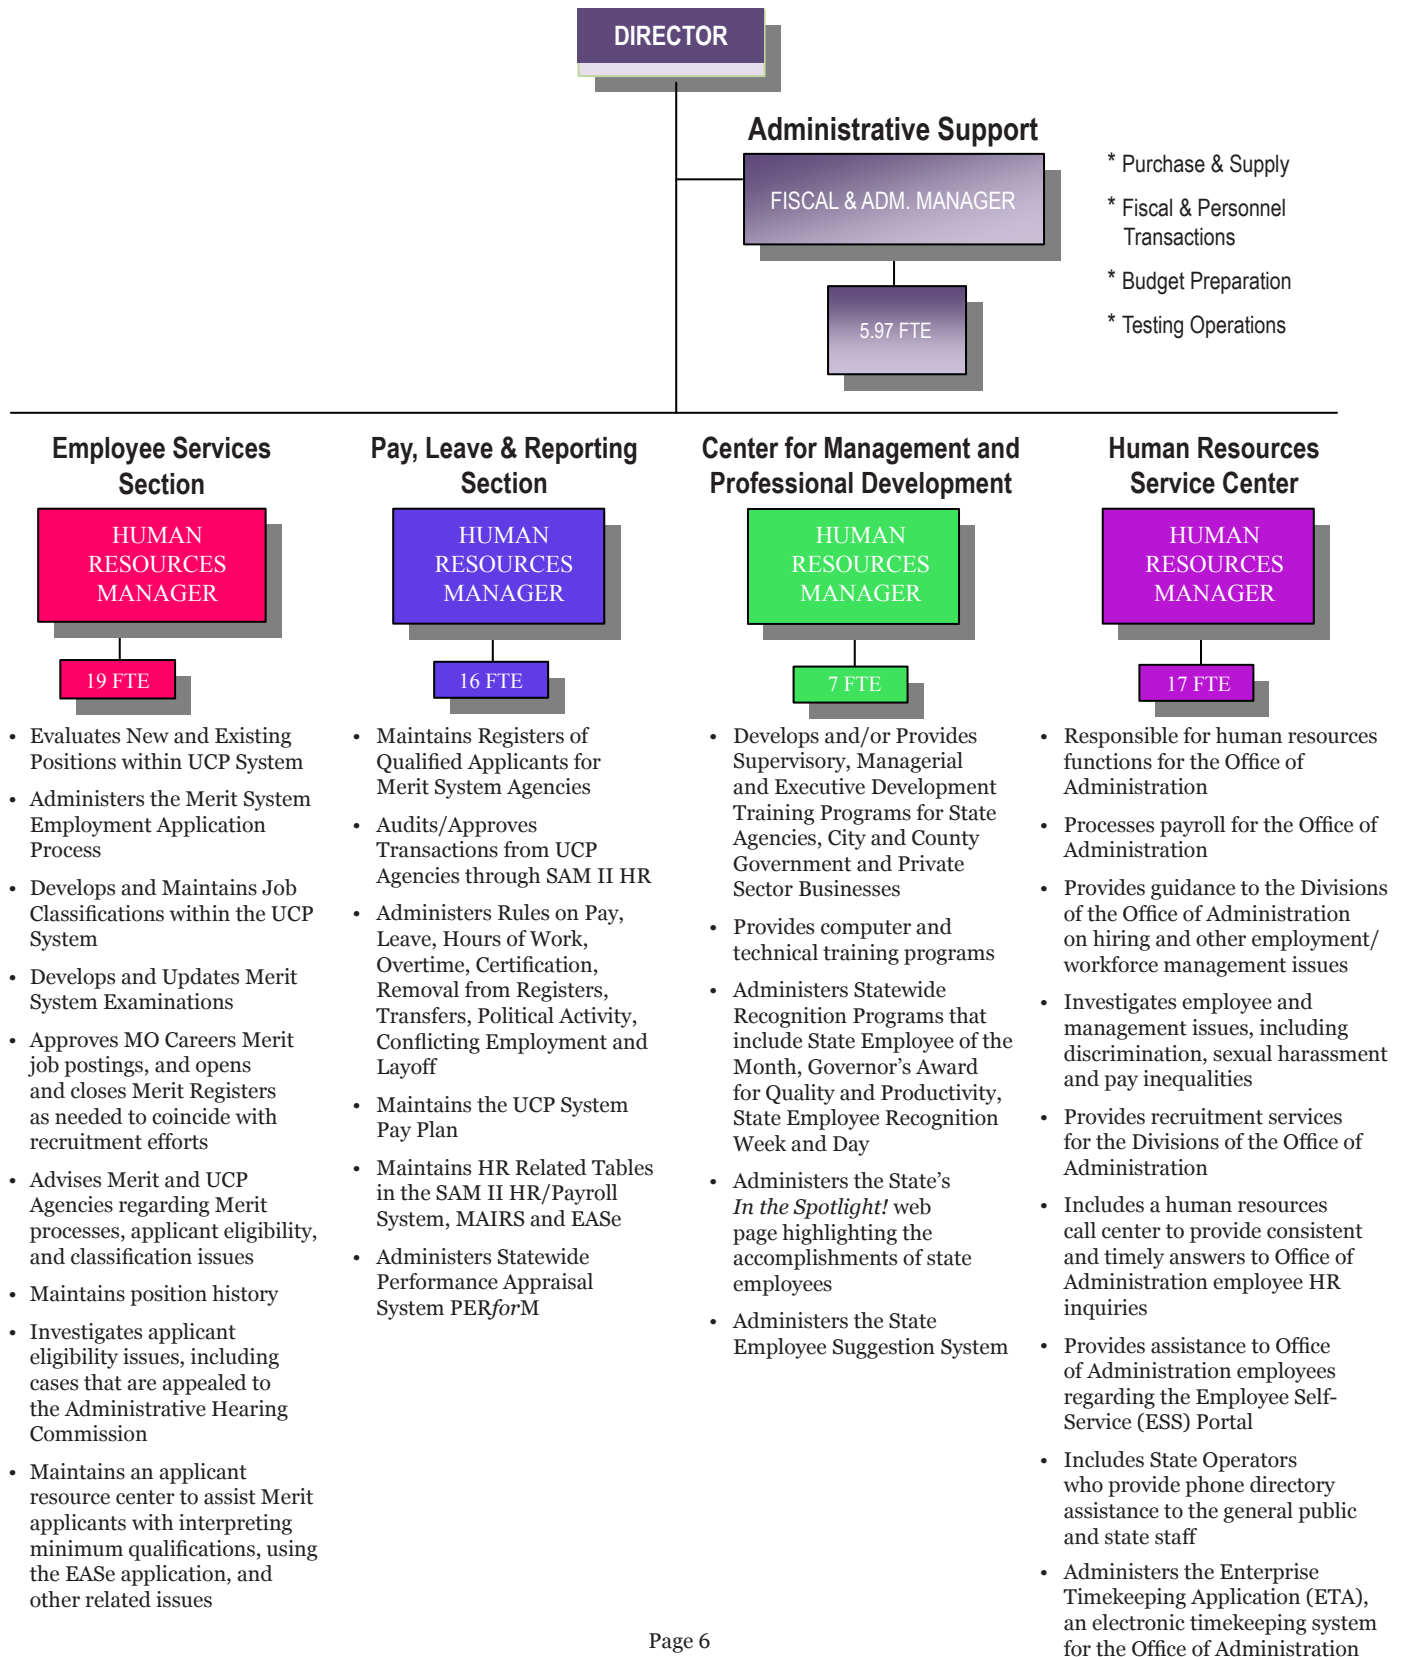 DIRECTOR
Administrative Support
FISCAL & ADM. MANAGER
5.97 FTE
* Purchase & Supply
* Fiscal & Personnel
Transactions
* Budget Preparation
* Testing Operations
Employee Services
Section
HUMAN
RESOURCES
MANAGER
19 FTE
• Evaluates New and Existing
Positions within UCP System
• Administers the Merit System
Employment Application
Process
• Develops and Maintains Job
Classifications within the UCP
System
• Develops and Updates Merit
System Examinations
• Approves MO Careers Merit
job postings, and opens
and closes Merit Registers
as needed to coincide with
recruitment efforts
• Advises Merit and UCP
Agencies regarding Merit
processes, applicant eligibility,
and classification issues
• Maintains position history
• Investigates applicant
eligibility issues, including
cases that are appealed to
the Administrative Hearing
Commission
• Maintains an applicant
resource center to assist Merit
applicants with interpreting
minimum qualifications, using
the EASe application, and
other related issues
Pay, Leave & Reporting
Section
HUMAN
RESOURCES
MANAGER
16 FTE
• Maintains Registers of
Qualified Applicants for
Merit System Agencies
• Audits/Approves
Transactions from UCP
Agencies through SAM II HR
• Administers Rules on Pay,
Leave, Hours of Work,
Overtime, Certification,
Removal from Registers,
Transfers, Political Activity,
Conflicting Employment and
Layoff
• Maintains the UCP System
Pay Plan
• Maintains HR Related Tables
in the SAM II HR/Payroll
System, MAIRS and EASe
• Administers Statewide
Performance Appraisal
System PERforM
Center for Management and
Professional Development
HUMAN
RESOURCES
MANAGER
7 FTE
• Develops and/or Provides
Supervisory, Managerial
and Executive Development
Training Programs for State
Agencies, City and County
Government and Private
Sector Businesses
• Provides computer and
technical training programs
• Administers Statewide
Recognition Programs that
include State Employee of the
Month, Governor’s Award
for Quality and Productivity,
State Employee Recognition
Week and Day
• Administers the State’s
In the Spotlight! web
page highlighting the
accomplishments of state
employees
• Administers the State
Employee Suggestion System
Human Resources
Service Center
HUMAN
RESOURCES
MANAGER
17 FTE
• Responsible for human resources
functions for the Office of
Administration
• Processes payroll for the Office of
Administration
• Provides guidance to the Divisions
of the Office of Administration
on hiring and other employment/
workforce management issues
• Investigates employee and
management issues, including
discrimination, sexual harassment
and pay inequalities
• Provides recruitment services
for the Divisions of the Office of
Administration
• Includes a human resources
call center to provide consistent
and timely answers to Office of
Administration employee HR
inquiries
• Provides assistance to Office
of Administration employees
regarding the Employee Self-
Service (ESS) Portal
• Includes State Operators
who provide phone directory
assistance to the general public
and state staff
• Administers the Enterprise
Timekeeping Application (ETA),
an electronic timekeeping system
for the Office of Administration
Page 6